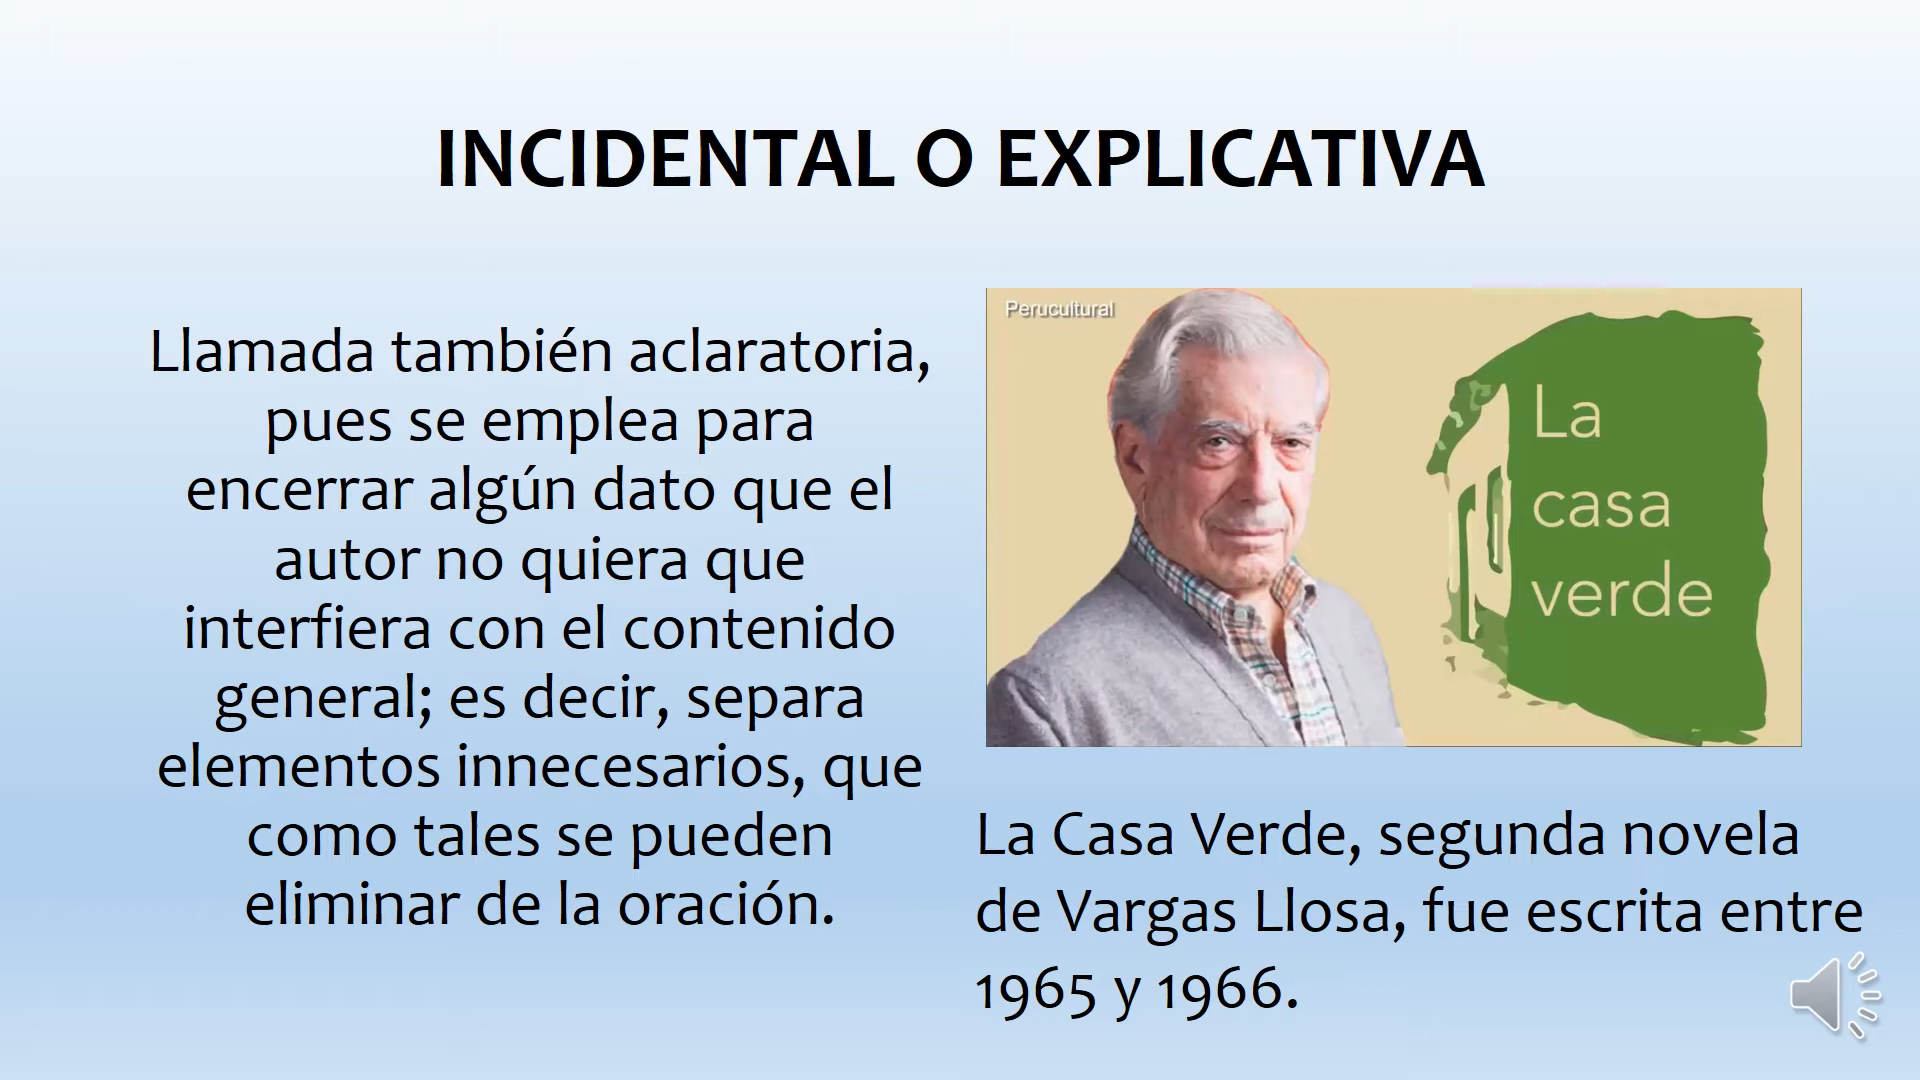 INCIDENTAL O EXPLICATIVA
Llamada también aclaratoria,
pues se emplea para
encerrar algún dato que el
autor no quiera que
interfiera con el contenido
general; es decir, separa
elementos innecesarios, que
como tales se pueden
eliminar de la oración.
Perucultural
La
casa
verde
La Casa Verde, segunda novela
de Vargas Llosa, fue escrita entre
1965 y 1966.